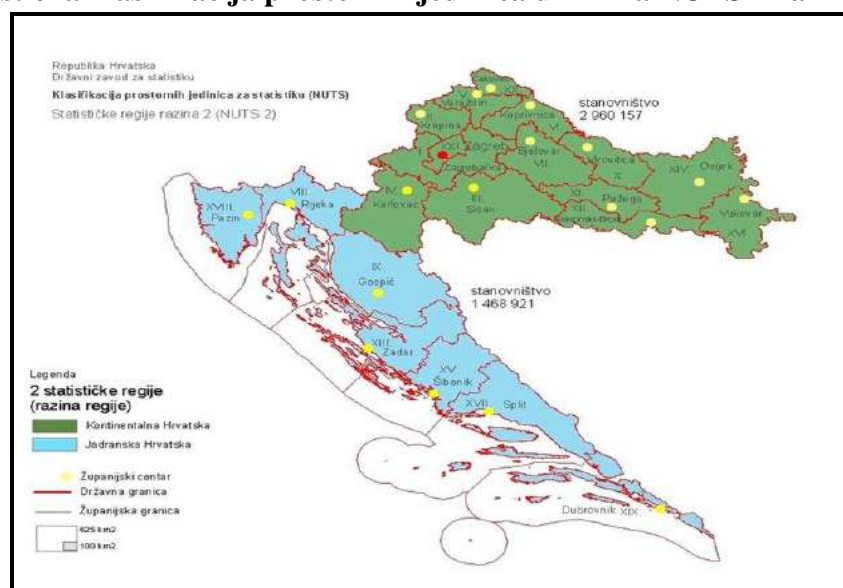 Republika Hrvatska
Državni zavod za statistiku
Klasifikacija prostornih jedinica za statistiku (NUTS)
Statističke regije razina 2 (NUTS 2)
stanovništvo
2 960 157
V.
Varaždin
Koprivnica
VI.
Krapina
XXI. Zagreb
Zagrebačka
Bjelovar
VII.
Virovitica
X.
XIV.
Osijek
IV.
Karlovac
III.
Sisak
XI.
Požega
XII.
Vukovar
XVI.
XVIII.
Pazin
VIII.
Rijeka
IX.
Gospić
stanovništvo
1 468 921
XIII.
Zadar
XV.
Šibenik
XVII.
Split
Dubrovnik XIX.
Legenda
2 statističke regije
(razina regije)
Kontinentalna Hrvatska
Jadranska Hrvatska
Županijski centar
Državna granica
Županijska granica
625 km2
100 km2